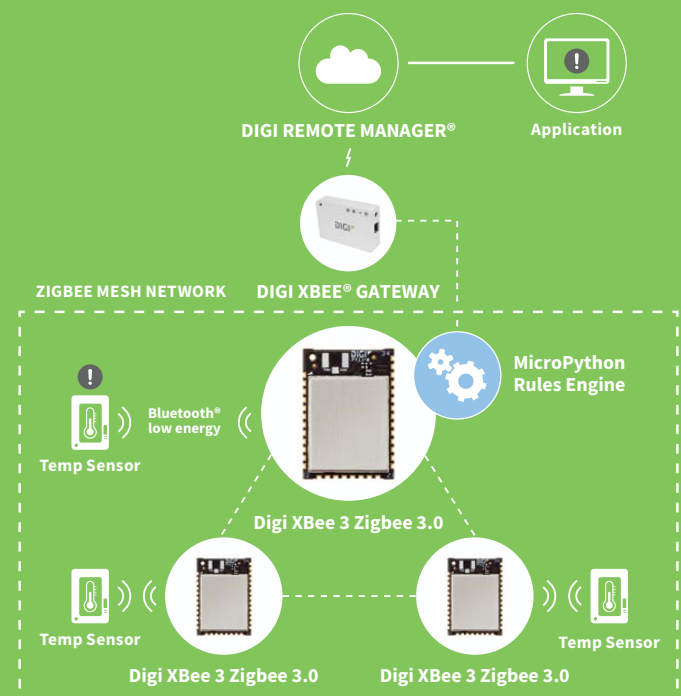 DIGI REMOTE MANAGER®
Application
DIGI
ZIGBEE MESH NETWORK
DIGI XBEE® GATEWAY
DIGI
MicroPython
Rules Engine
Bluetooth®
low energy
Temp Sensor
Digi XBee 3 Zigbee 3.0
Temp Sensor
Temp Sensor
Digi XBee 3 Zigbee 3.0
Digi XBee 3 Zigbee 3.0